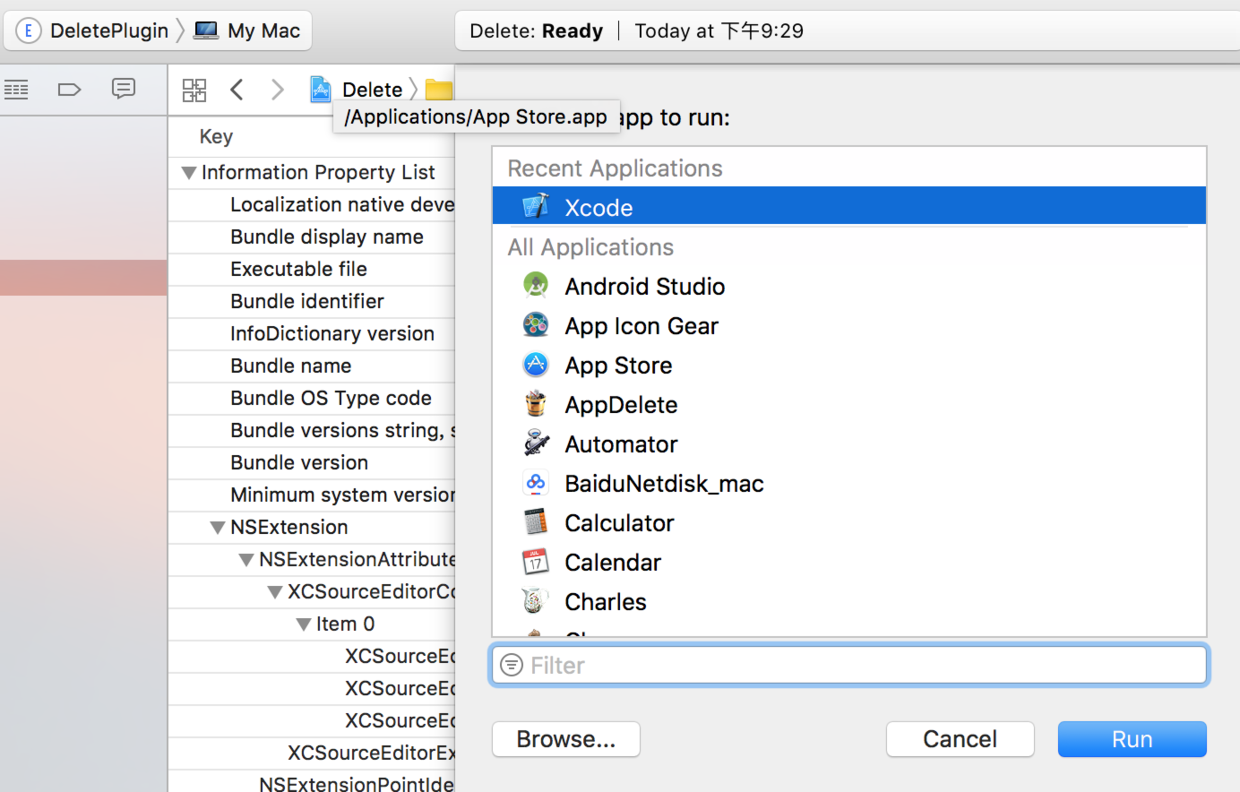 E DeletePlugin My Mac
Delete: Ready | Today at 下午9:29
Delete
/Applications/App Store.app
app to run:
Key
Information Property List
Localization native deve
Bundle display name
Executable file
Bundle identifier
InfoDictionary version
Bundle name
Bundle OS Type code
Bundle versions string, s
Bundle version
Minimum system version
NSExtension
NSExtensionAttribute
XCSourceEditorCo
Item 0
XCSourceEd
XCSourceEd
XCSourceEd
XCSourceEditorEx
NSExtensionPointIde
Recent Applications
Xcode
All Applications
Android Studio
App Icon Gear
App Store
AppDelete
Automator
BaiduNetdisk_mac
Calculator
JUL
17
Calendar
Charles
Filter
Browse...
Cancel
Run